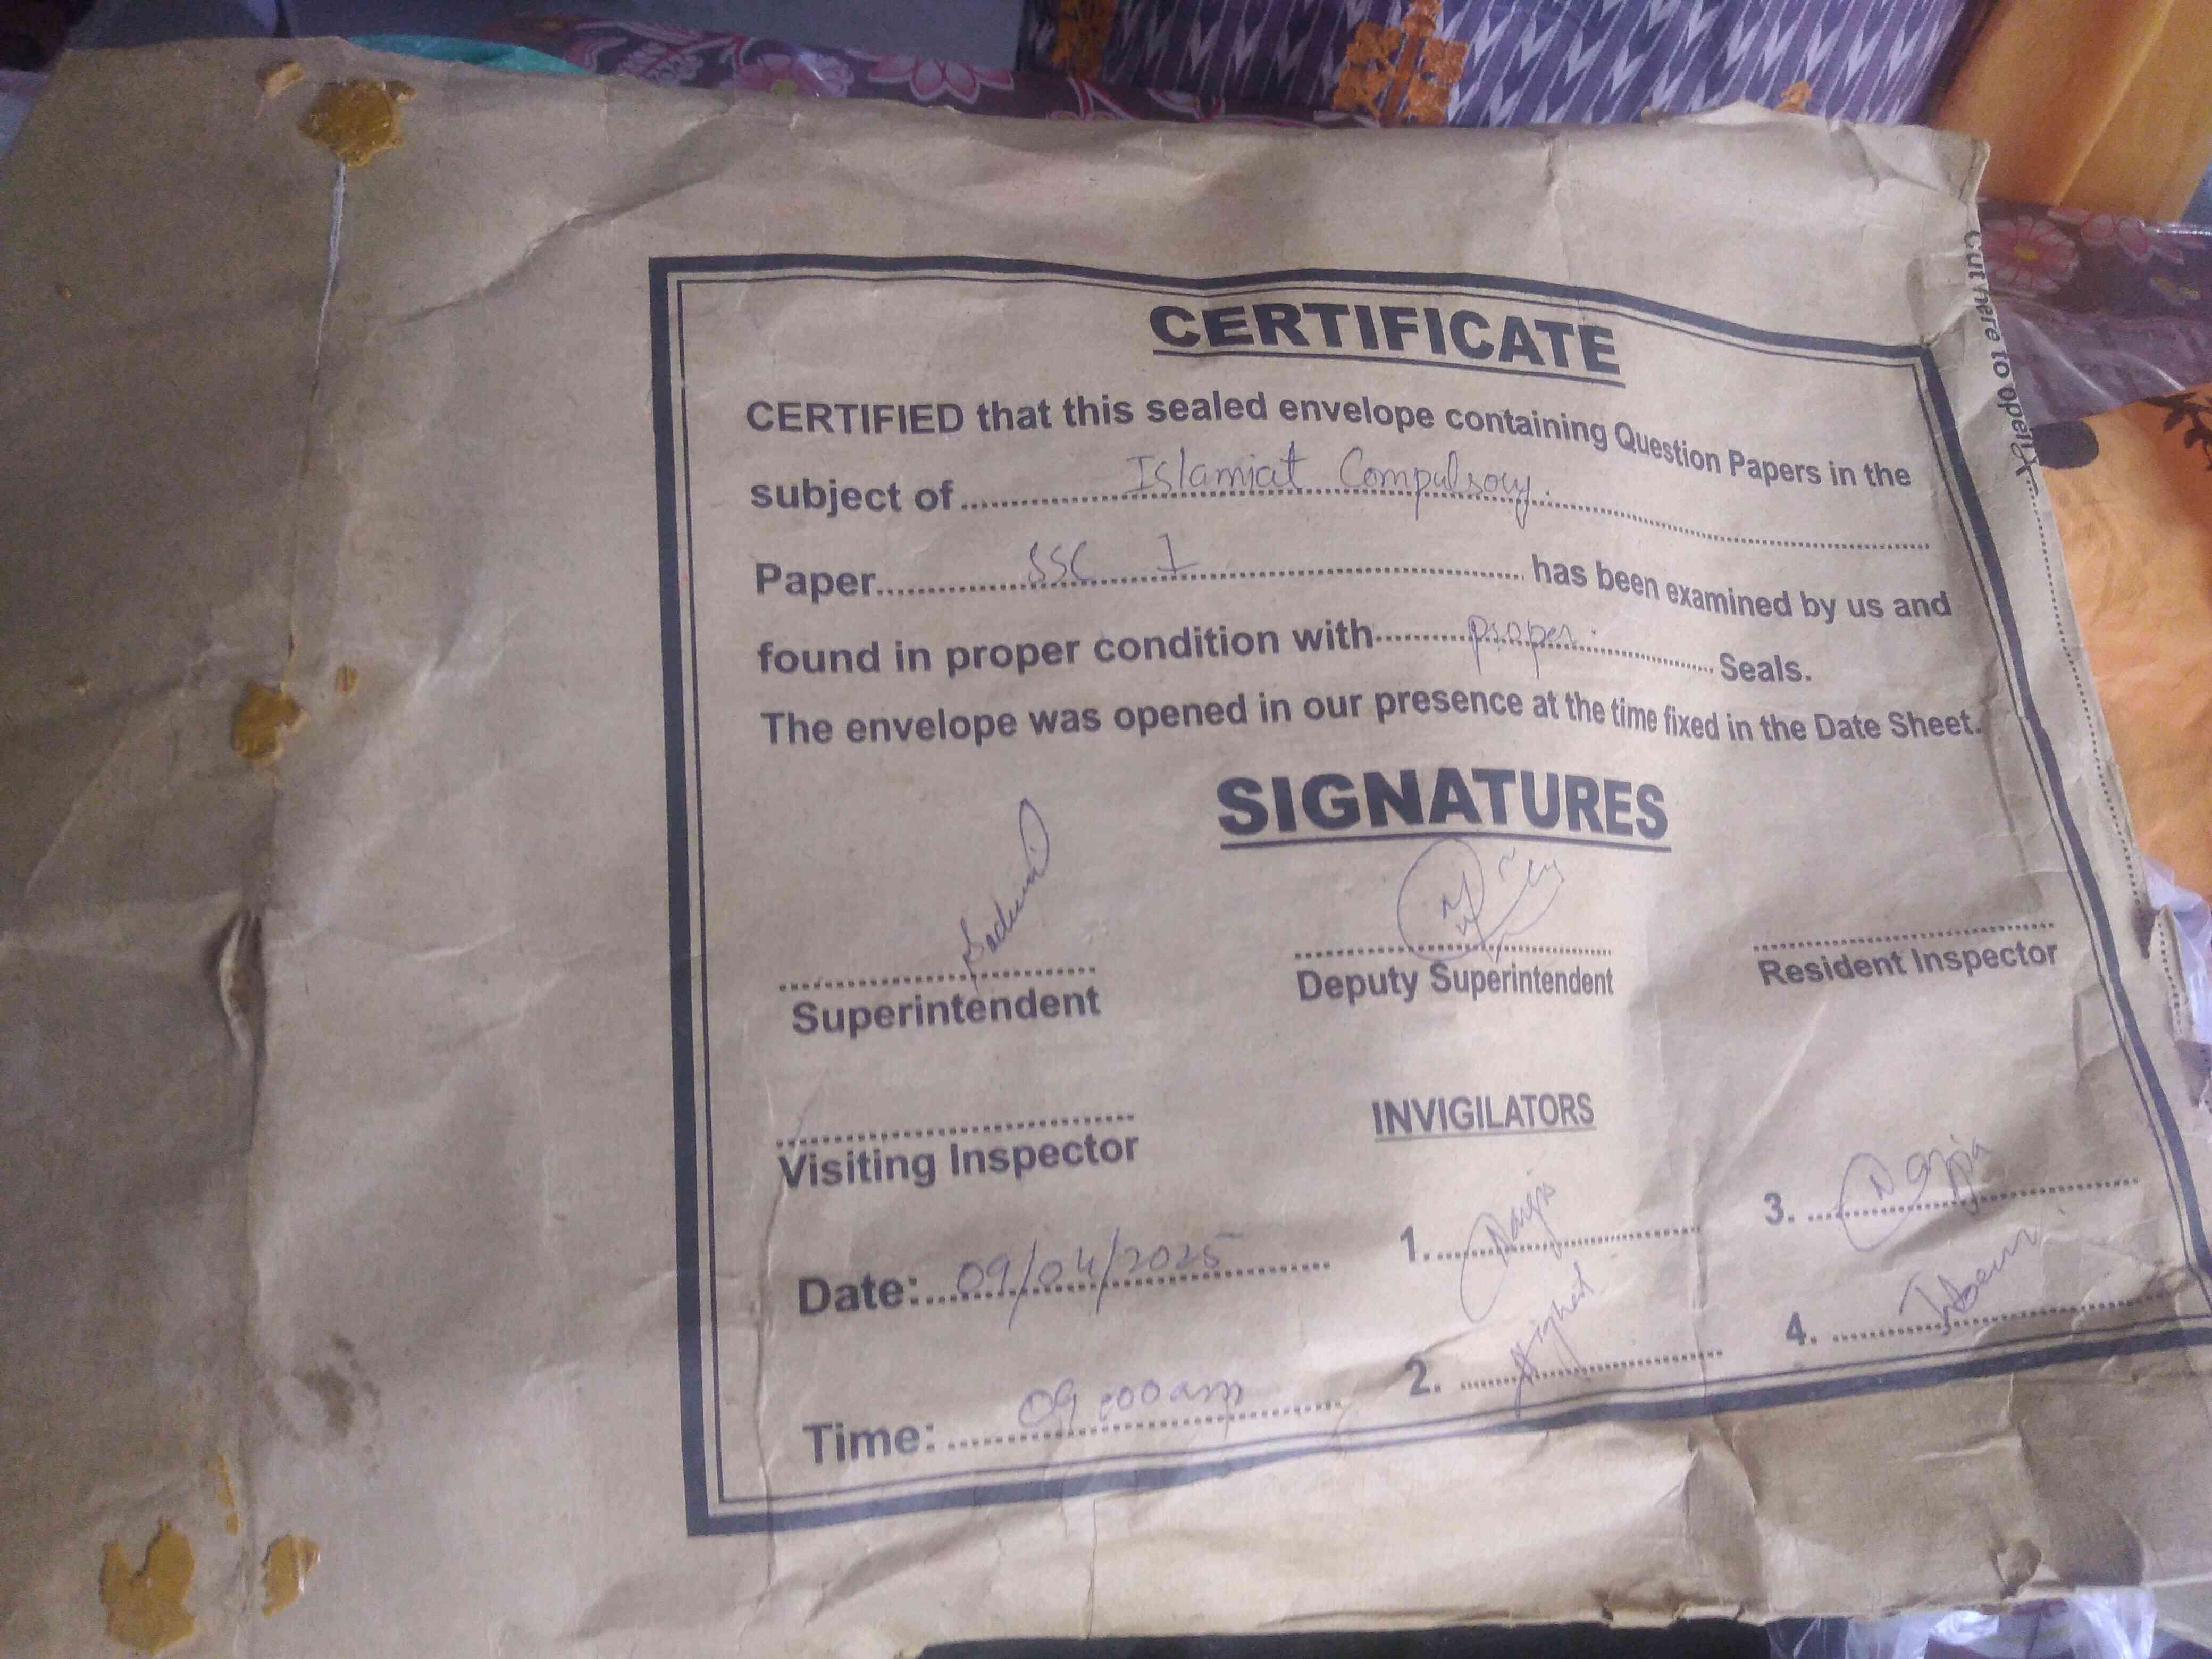 Cut here to open
CERTIFICATE
CERTIFIED that this sealed envelope containing Question Papers in the
subject of Islamiat Compulsory.
Paper SSC I has been examined by us and
found in proper condition with proper. Seals.
The envelope was opened in our presence at the time fixed in the Date Sheet.
SIGNATURES
Superintendent
Deputy Superintendent
Resident Inspector
Visiting Inspector
INVIGILATORS
1.
3.
Date: 09/04/2025
2.
4.
Time: 09:00am